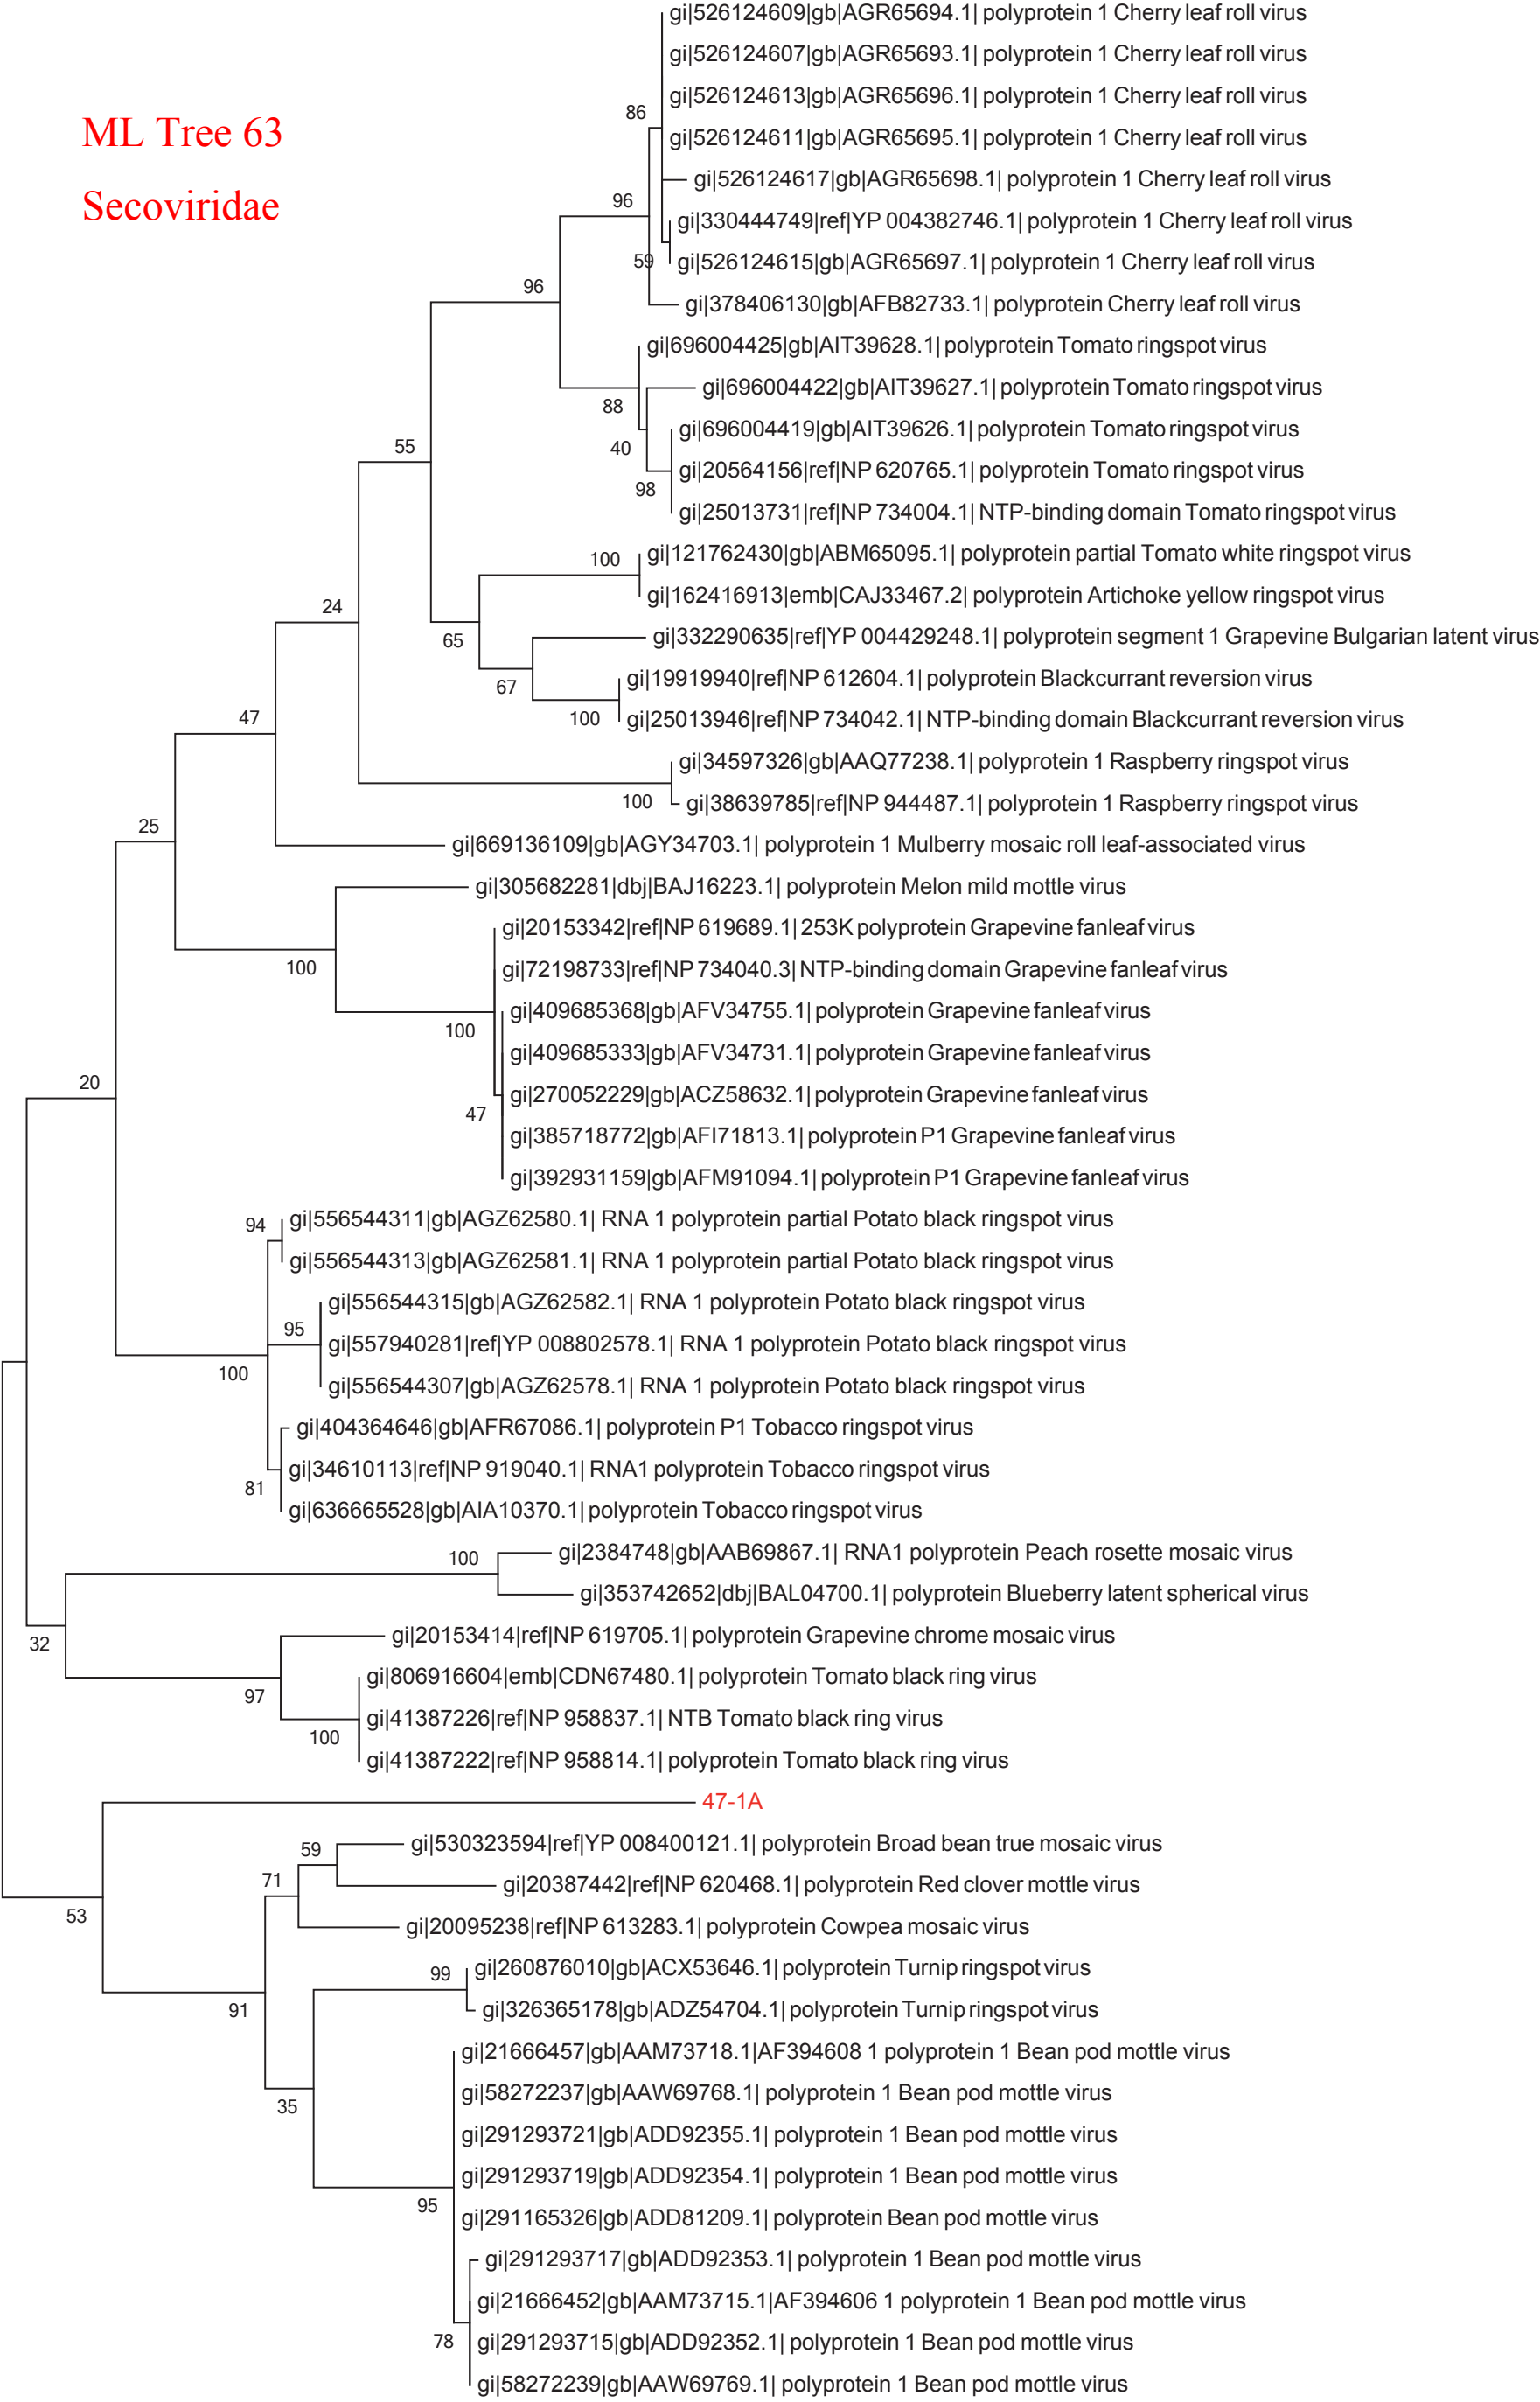 ML Tree 63
Secoviridae
gi|526124609|gb|AGR65694.1| polyprotein 1 Cherry leaf roll virus
gi|526124607|gb|AGR65693.1| polyprotein 1 Cherry leaf roll virus
gi|526124613|gb|AGR65696.1| polyprotein 1 Cherry leaf roll virus
86
gi|526124611|gb|AGR65695.1| polyprotein 1 Cherry leaf roll virus
gi|526124617|gb|AGR65698.1| polyprotein 1 Cherry leaf roll virus
96
gi|330444749|ref|YP 004382746.1| polyprotein 1 Cherry leaf roll virus
59
gi|526124615|gb|AGR65697.1| polyprotein 1 Cherry leaf roll virus
96
gi|378406130|gb|AFB82733.1| polyprotein Cherry leaf roll virus
gi|696004425|gb|AIT39628.1| polyprotein Tomato ringspot virus
gi|696004422|gb|AIT39627.1| polyprotein Tomato ringspot virus
88
gi|696004419|gb|AIT39626.1| polyprotein Tomato ringspot virus
55
40
gi|20564156|ref|NP 620765.1| polyprotein Tomato ringspot virus
98
gi|25013731|ref|NP 734004.1| NTP-binding domain Tomato ringspot virus
gi|121762430|gb|ABM65095.1| polyprotein partial Tomato white ringspot virus
100
gi|162416913|emb|CAJ33467.2| polyprotein Artichoke yellow ringspot virus
24
gi|332290635|ref|YP 004429248.1| polyprotein segment 1 Grapevine Bulgarian latent virus
65
gi|19919940|ref|NP 612604.1| polyprotein Blackcurrant reversion virus
67
gi|25013946|ref|NP 734042.1| NTP-binding domain Blackcurrant reversion virus
100
47
gi|34597326|gb|AAQ77238.1| polyprotein 1 Raspberry ringspot virus
gi|38639785|ref|NP 944487.1| polyprotein 1 Raspberry ringspot virus
100
25
gi|669136109|gb|AGY34703.1| polyprotein 1 Mulberry mosaic roll leaf-associated virus
gi|305682281|dbj|BAJ16223.1| polyprotein Melon mild mottle virus
gi|20153342|ref|NP 619689.1| 253K polyprotein Grapevine fanleaf virus
100
gi|72198733|ref|NP 734040.3| NTP-binding domain Grapevine fanleaf virus
gi|409685368|gb|AFV34755.1| polyprotein Grapevine fanleaf virus
100
gi|409685333|gb|AFV34731.1| polyprotein Grapevine fanleaf virus
20
gi|270052229|gb|ACZ58632.1| polyprotein Grapevine fanleaf virus
47
gi|385718772|gb|AFI71813.1| polyprotein P1 Grapevine fanleaf virus
gi|392931159|gb|AFM91094.1| polyprotein P1 Grapevine fanleaf virus
94
gi|556544311|gb|AGZ62580.1| RNA 1 polyprotein partial Potato black ringspot virus
gi|556544313|gb|AGZ62581.1| RNA 1 polyprotein partial Potato black ringspot virus
gi|556544315|gb|AGZ62582.1| RNA 1 polyprotein Potato black ringspot virus
95
gi|557940281|ref|YP 008802578.1| RNA 1 polyprotein Potato black ringspot virus
100
gi|556544307|gb|AGZ62578.1| RNA 1 polyprotein Potato black ringspot virus
gi|404364646|gb|AFR67086.1| polyprotein P1 Tobacco ringspot virus
gi|34610113|ref|NP 919040.1| RNA1 polyprotein Tobacco ringspot virus
81
gi|636665528|gb|AIA10370.1| polyprotein Tobacco ringspot virus
100
gi|2384748|gb|AAB69867.1| RNA1 polyprotein Peach rosette mosaic virus
gi|353742652|dbj|BAL04700.1| polyprotein Blueberry latent spherical virus
32
gi|20153414|ref|NP 619705.1| polyprotein Grapevine chrome mosaic virus
gi|806916604|emb|CDN67480.1| polyprotein Tomato black ring virus
97
gi|41387226|ref|NP 958837.1| NTB Tomato black ring virus
100
gi|41387222|ref|NP 958814.1| polyprotein Tomato black ring virus
47-1A
59
gi|530323594|ref|YP 008400121.1| polyprotein Broad bean true mosaic virus
71
gi|20387442|ref|NP 620468.1| polyprotein Red clover mottle virus
53
gi|20095238|ref|NP 613283.1| polyprotein Cowpea mosaic virus
99
gi|260876010|gb|ACX53646.1| polyprotein Turnip ringspot virus
91
gi|326365178|gb|ADZ54704.1| polyprotein Turnip ringspot virus
gi|21666457|gb|AAM73718.1|AF394608 1 polyprotein 1 Bean pod mottle virus
35
gi|58272237|gb|AAW69768.1| polyprotein 1 Bean pod mottle virus
gi|291293721|gb|ADD92355.1| polyprotein 1 Bean pod mottle virus
gi|291293719|gb|ADD92354.1| polyprotein 1 Bean pod mottle virus
95
gi|291165326|gb|ADD81209.1| polyprotein Bean pod mottle virus
gi|291293717|gb|ADD92353.1| polyprotein 1 Bean pod mottle virus
gi|21666452|gb|AAM73715.1|AF394606 1 polyprotein 1 Bean pod mottle virus
78
gi|291293715|gb|ADD92352.1| polyprotein 1 Bean pod mottle virus
gi|58272239|gb|AAW69769.1| polyprotein 1 Bean pod mottle virus